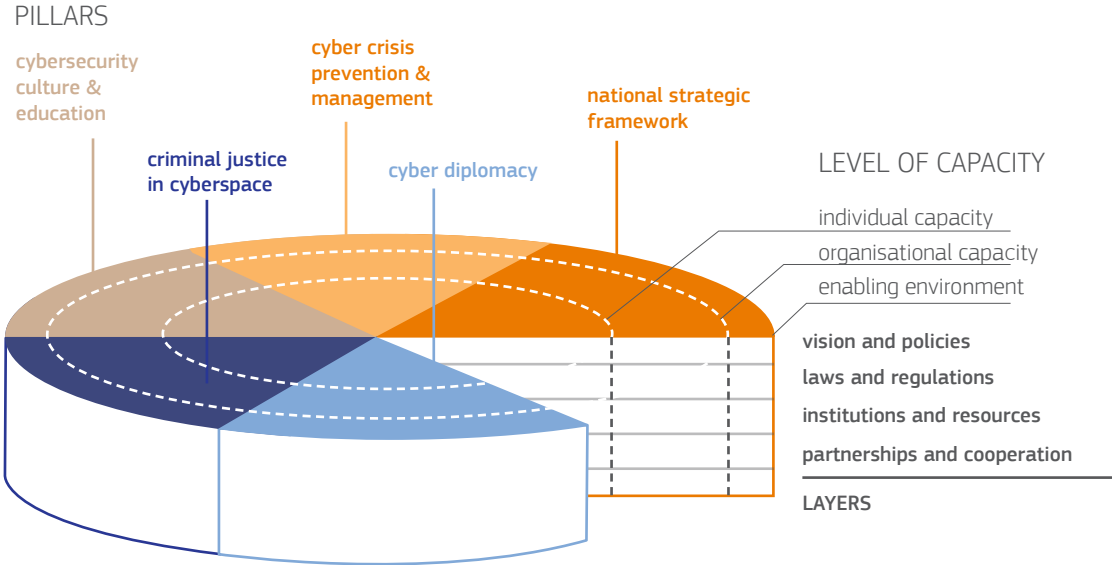 PILLARS
cybersecurity
culture &
education
cyber crisis
prevention &
management
national strategic
framework
criminal justice
in cyberspace
cyber diplomacy
LEVEL OF CAPACITY
individual capacity
organisational capacity
enabling environment
vision and policies
laws and regulations
institutions and resources
partnerships and cooperation
LAYERS